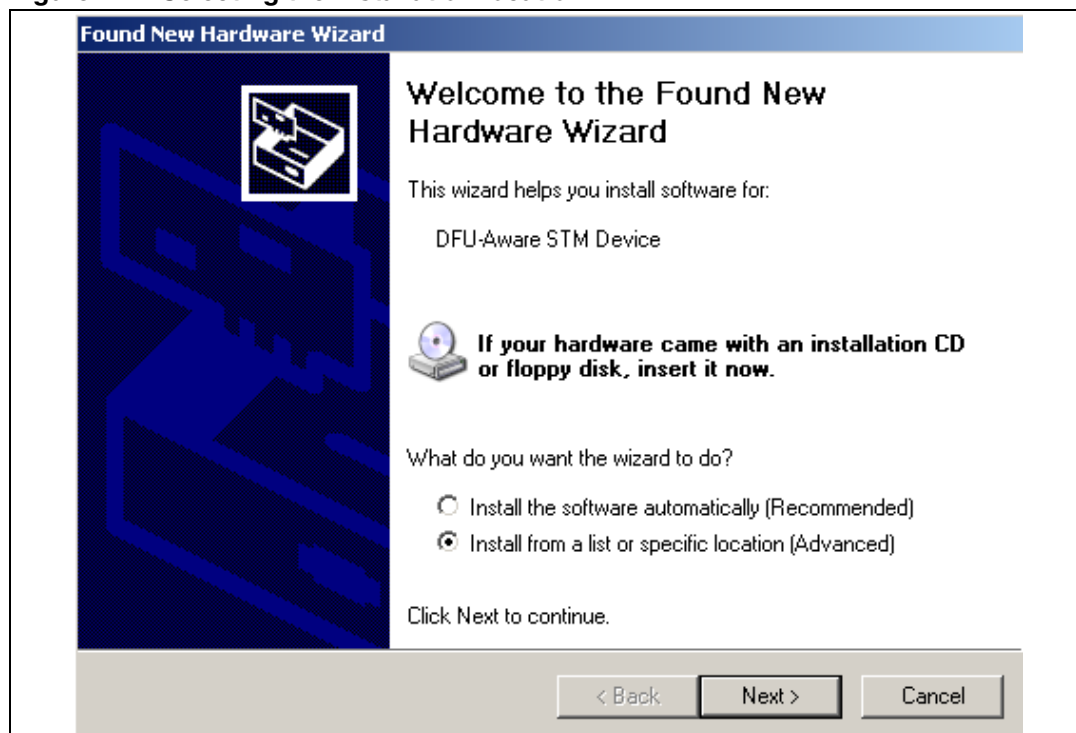 Found New Hardware Wizard
Welcome to the Found New
Hardware Wizard
This wizard helps you install software for:
DFU-Aware STM Device
If your hardware came with an installation CD
or floppy disk, insert it now.
What do you want the wizard to do?
Install the software automatically (Recommended)
Install from a list or specific location (Advanced)
Click Next to continue.
< Back
Next >
Cancel